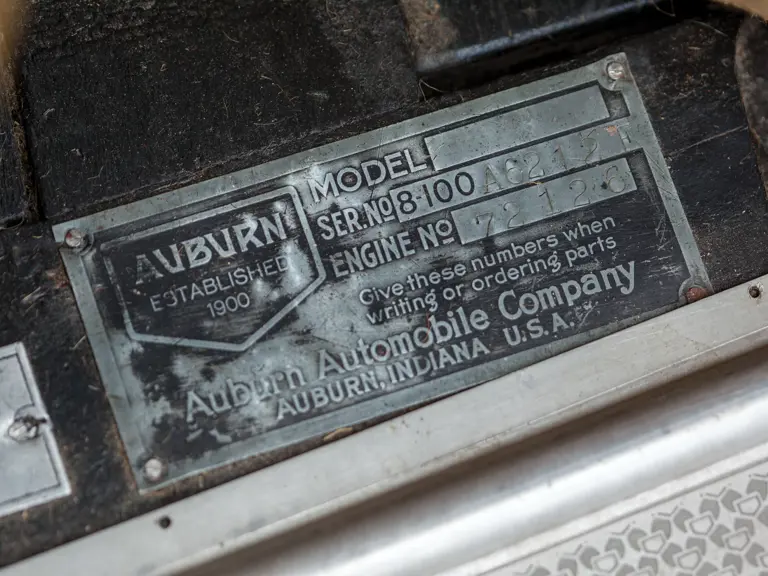 AUBURN
ESTABLISHED
1900
MODEL
SER.NO 8-100 A6212T
ENGINE NO 72126
Give these numbers when
writing or ordering parts
Auburn Automobile Company
AUBURN, INDIANA U.S.A.